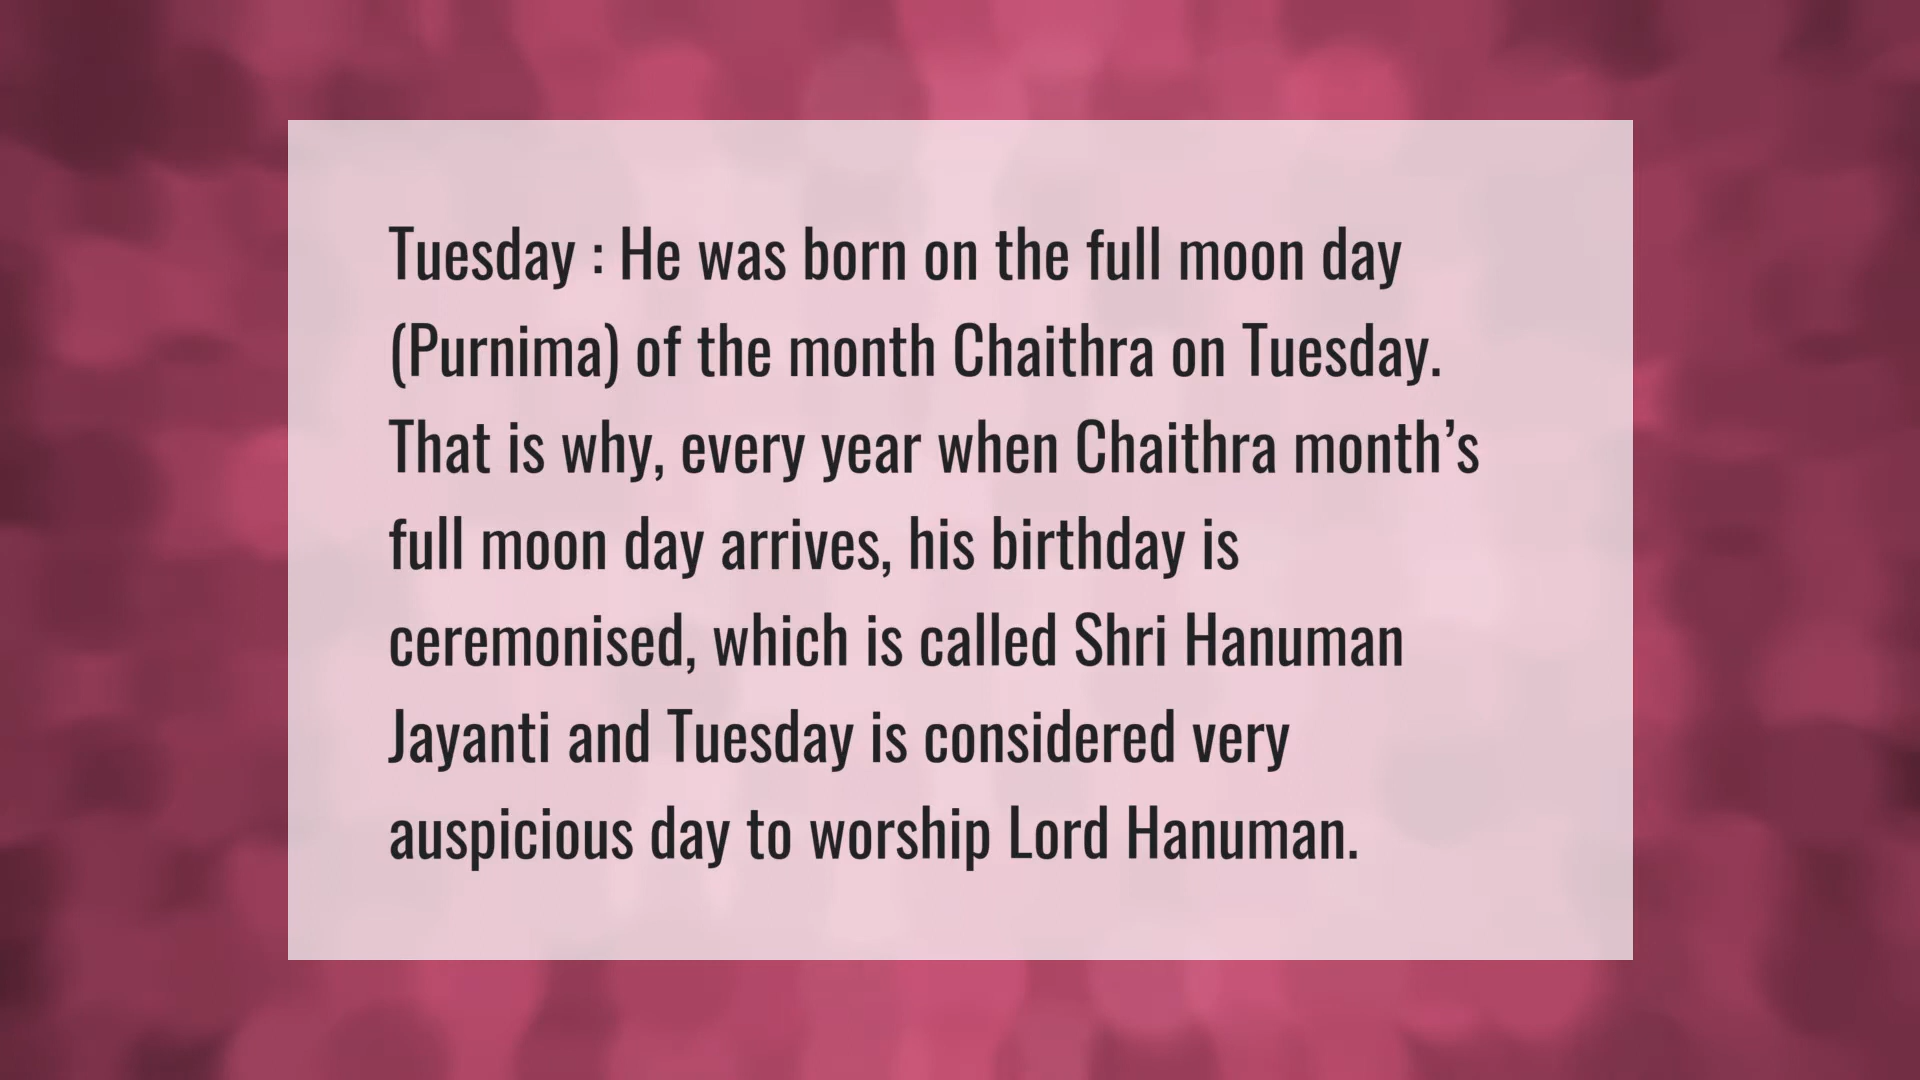 Tuesday : He was born on the full moon day
(Purnima) of the month Chaithra on Tuesday.
That is why, every year when Chaithra month’s
full moon day arrives, his birthday is
ceremonised, which is called Shri Hanuman
Jayanti and Tuesday is considered very
auspicious day to worship Lord Hanuman.